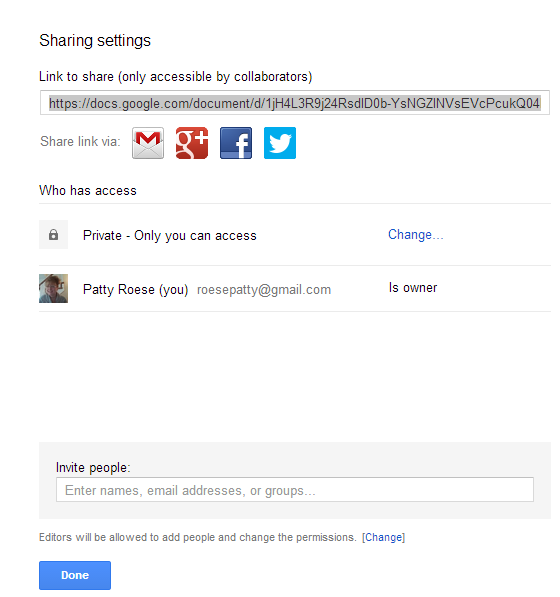 Sharing settings
Link to share (only accessible by collaborators)
https://docs.google.com/document/d/1jH4L3R9j24RsdlD0b-YsNGZlNVsEVcPcukQ04
Share link via:
Who has access
Private - Only you can access Change...
Patty Roese (you) roesepatty@gmail.com Is owner
Invite people:
Enter names, email addresses, or groups...
Editors will be allowed to add people and change the permissions. [Change]
Done